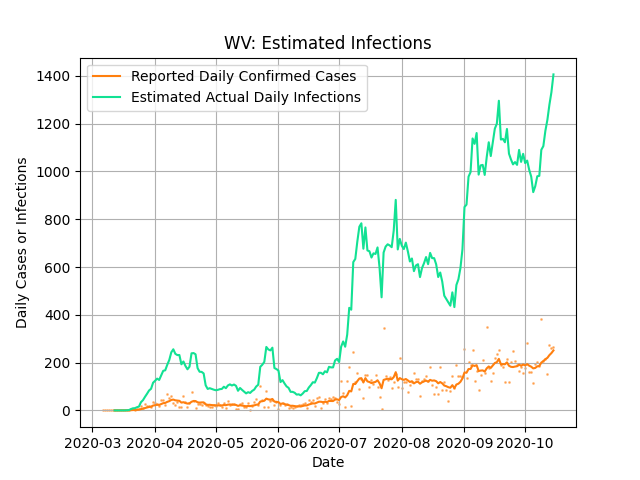 WV: Estimated Infections
Reported Daily Confirmed Cases
Estimated Actual Daily Infections
Daily Cases or Infections
1400
1200
1000
800
600
400
200
0
2020-03 2020-04 2020-05 2020-06 2020-07 2020-08 2020-09 2020-10
Date